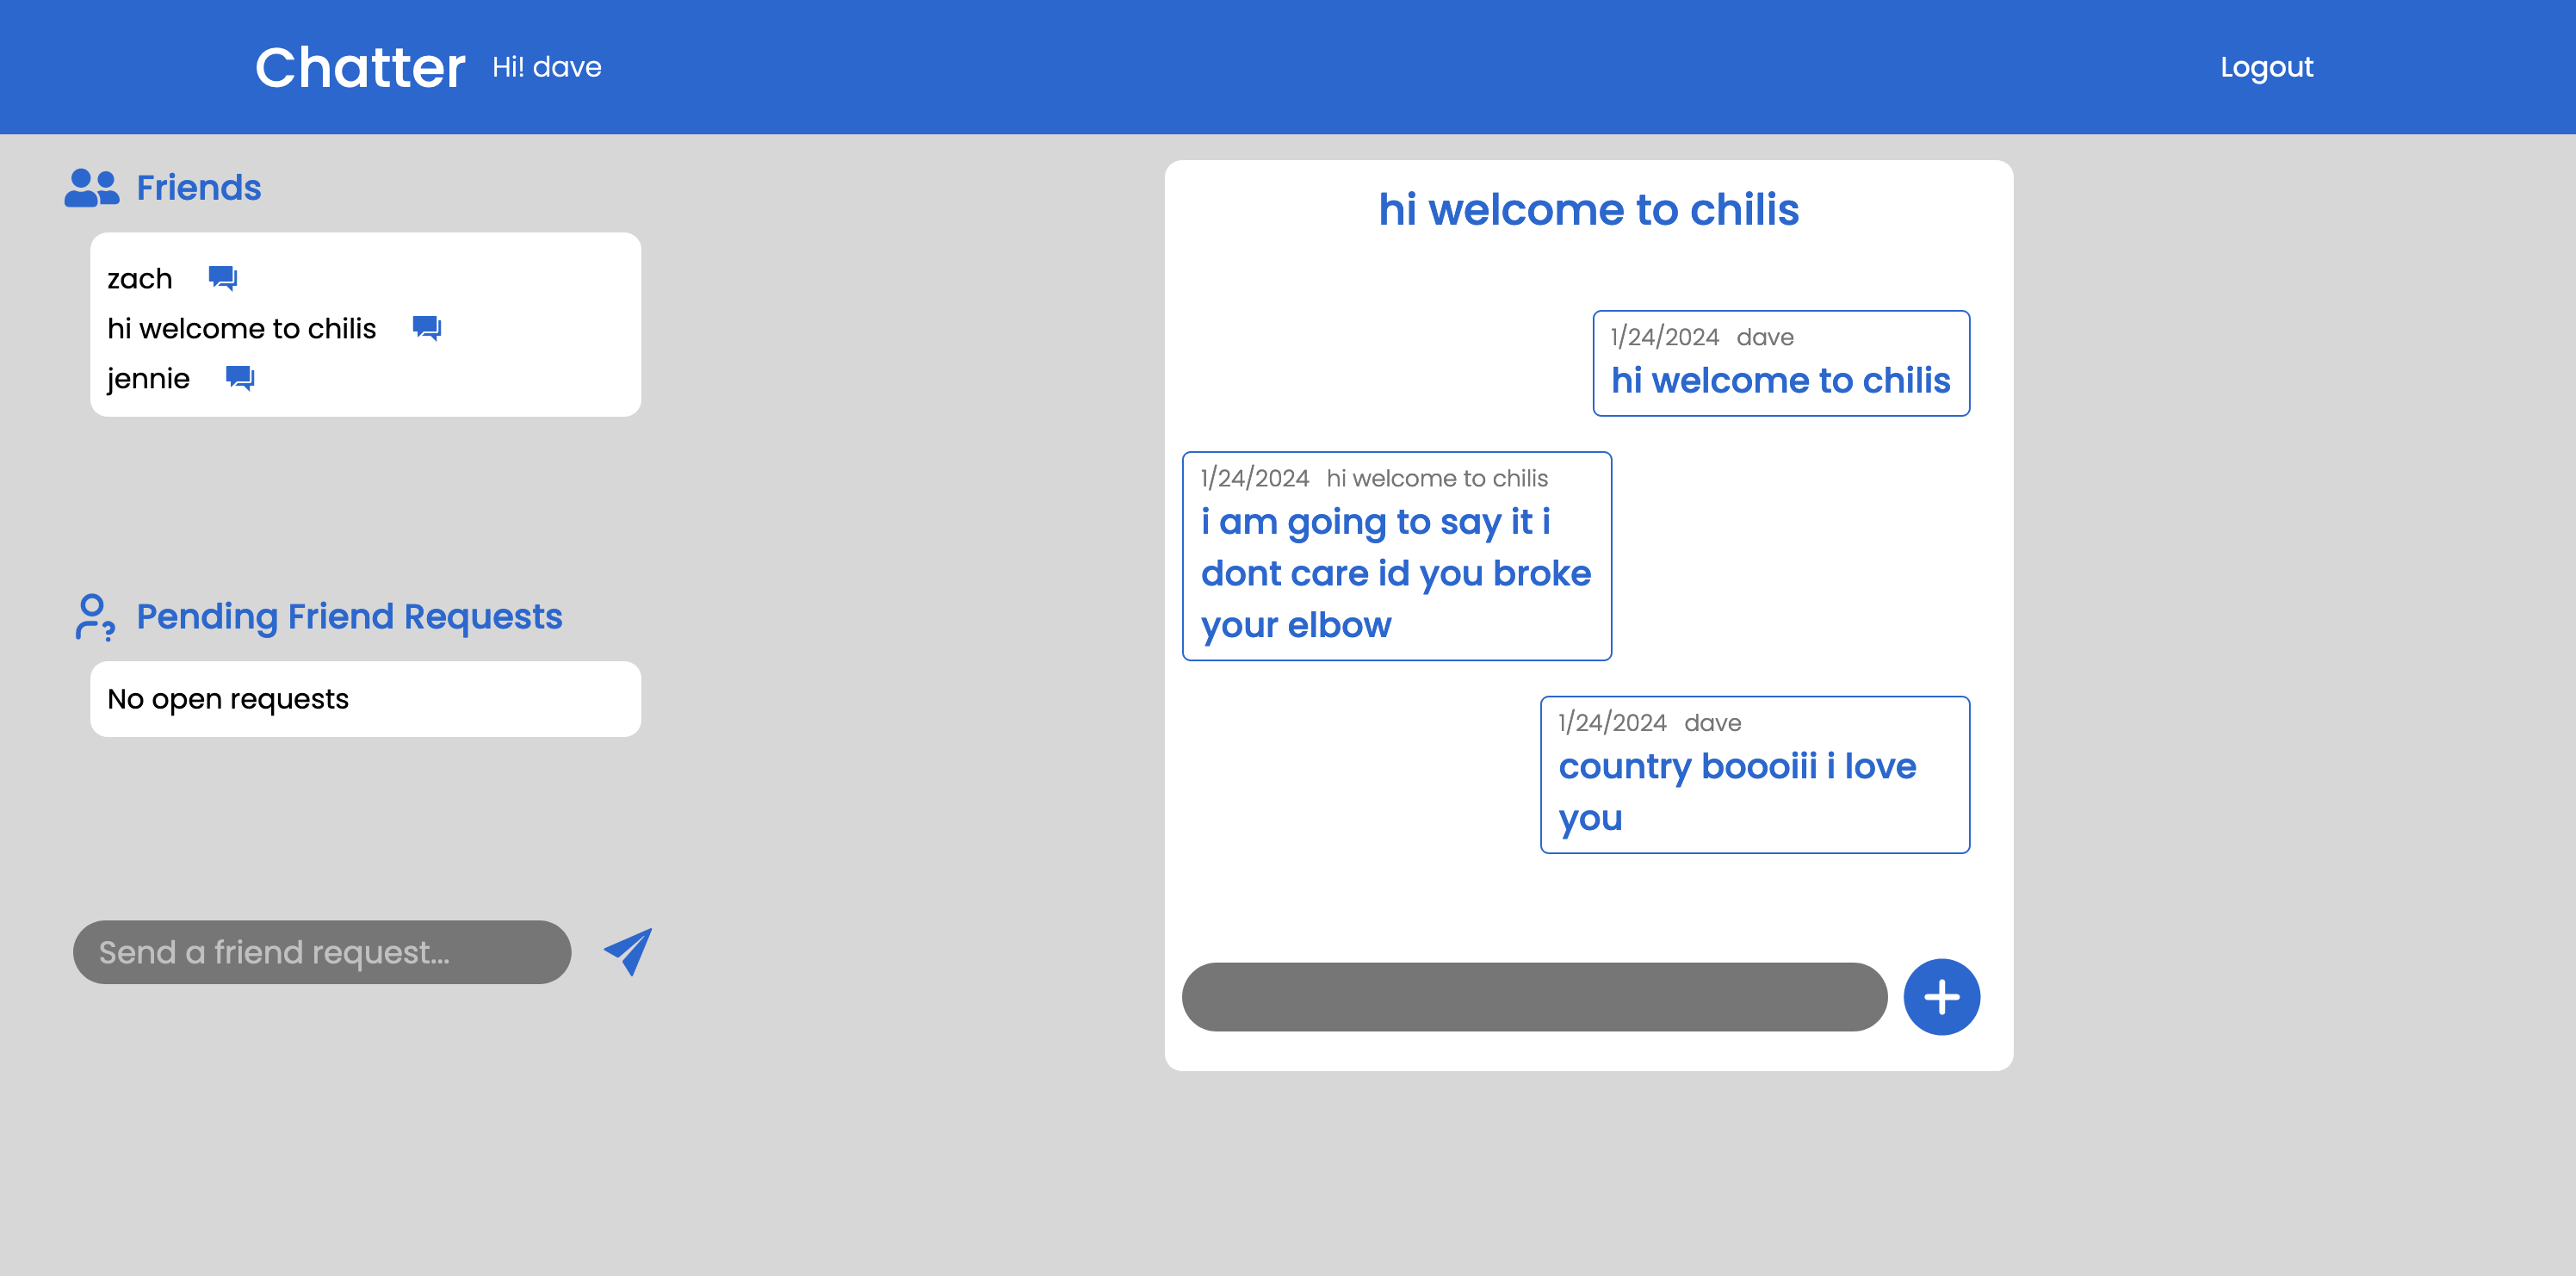 Chatter Hi! dave Logout
Friends
zach
hi welcome to chilis
jennie
Pending Friend Requests
No open requests
Send a friend request...
hi welcome to chilis
1/24/2024 dave
hi welcome to chilis
1/24/2024 hi welcome to chilis
i am going to say it i
dont care id you broke
your elbow
1/24/2024 dave
country boooiii i love
you